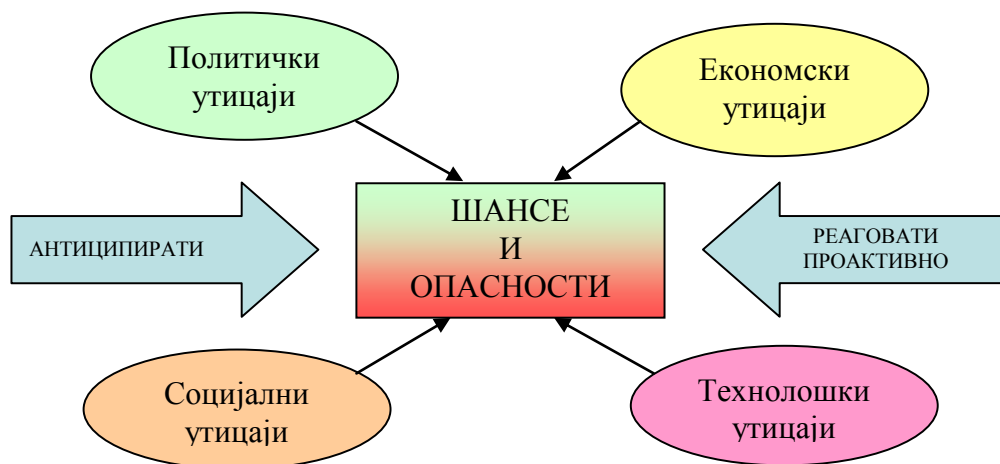 Политички
утицаји
Економски
утицаји
ШАНСЕ
И
ОПАСНОСТИ
АНТИЦИПИРАТИ
РЕАГОВАТИ
ПРОАКТИВНО
Социјални
утицаји
Технолошки
утицаји